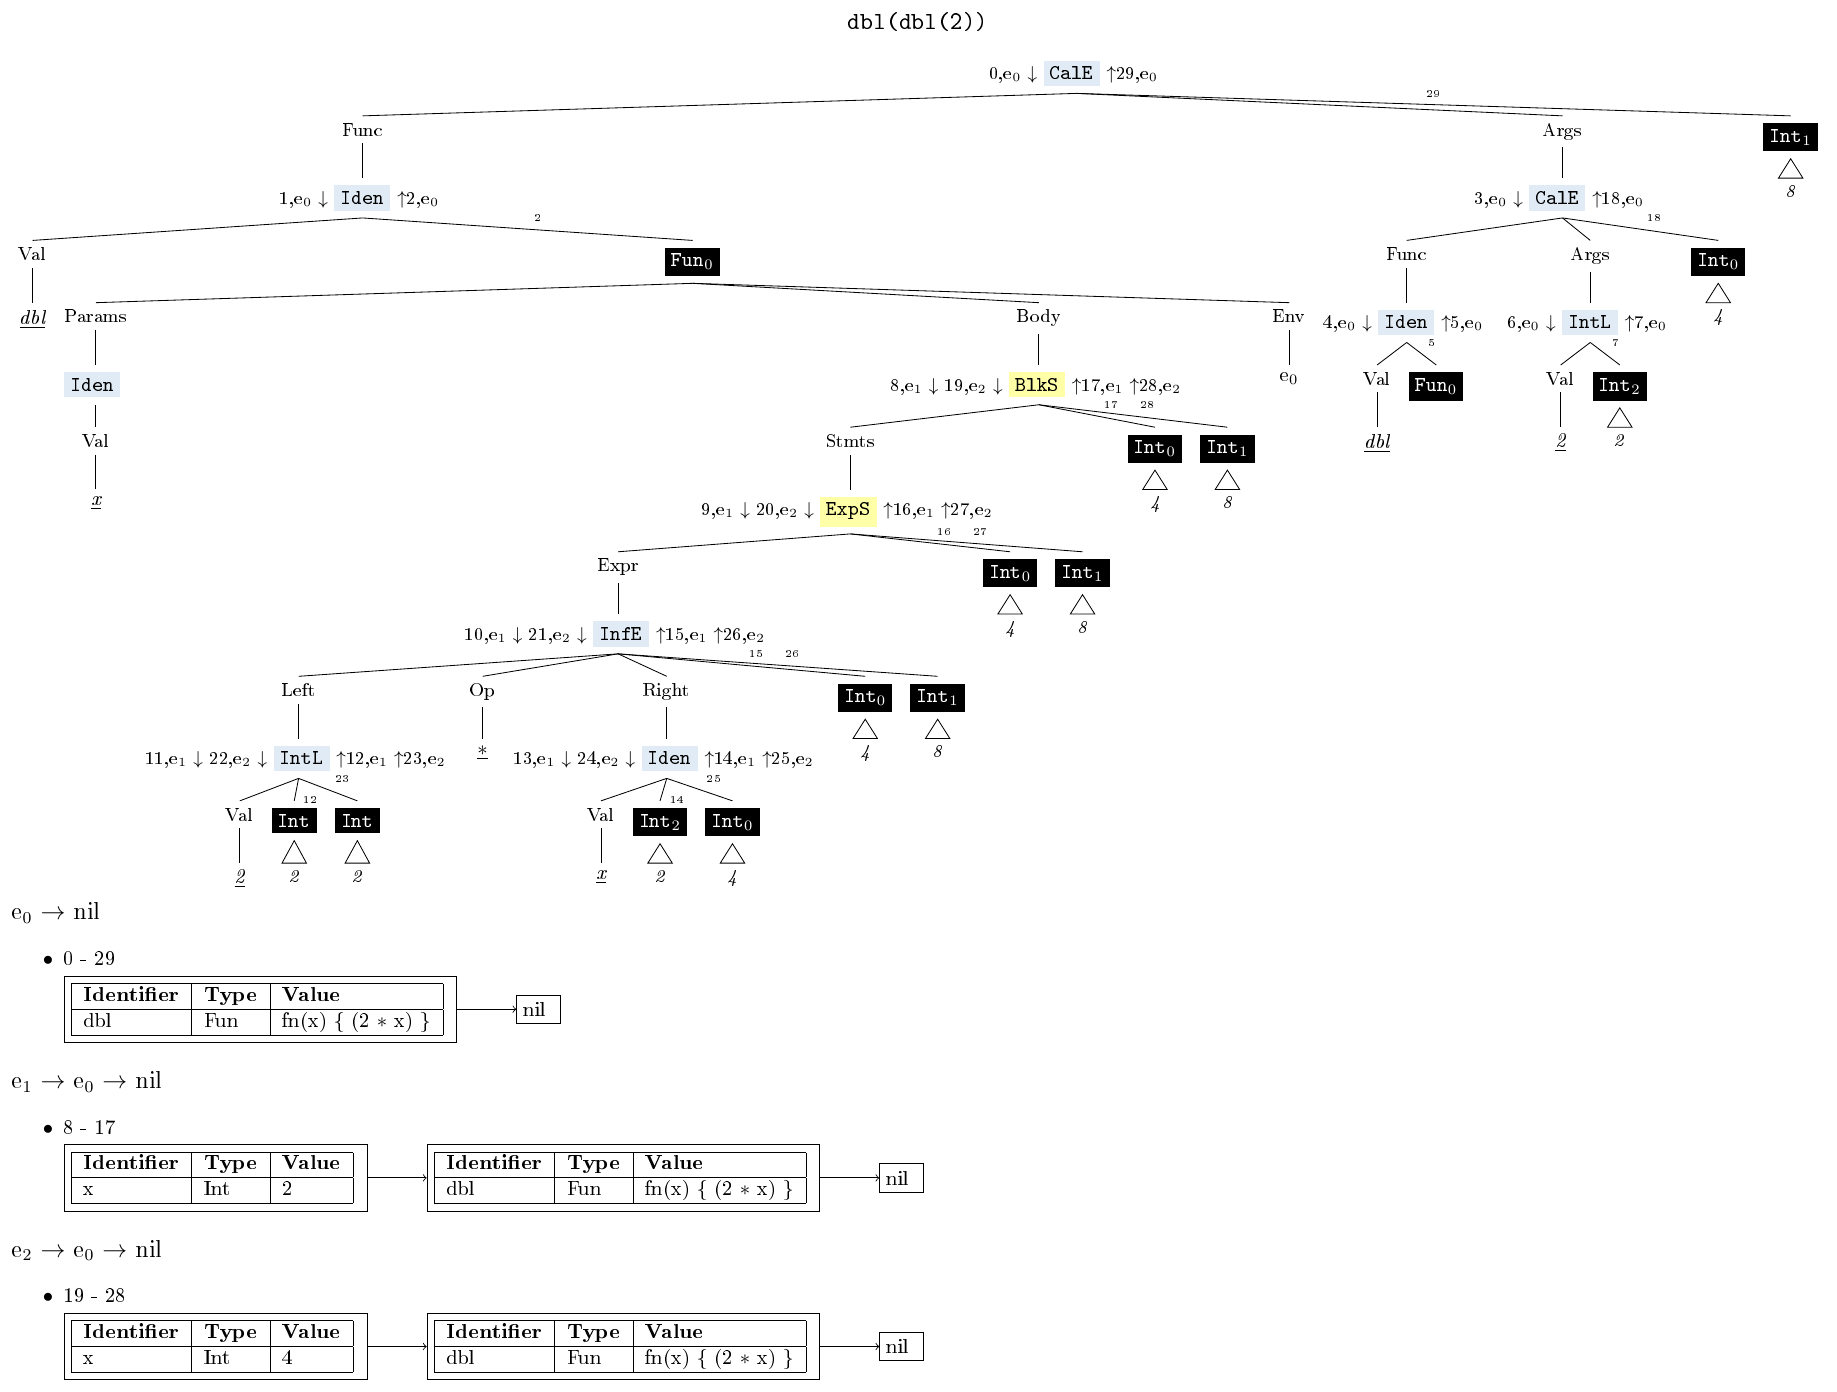 dbl(dbl(2))
0,e₀ ↓ CalE ↑29,e₀
29
Func Args Int₁
1,e₀ ↓ Iden ↑2,e₀ 3,e₀ ↓ CalE ↑18,e₀ 8
2 18
Val Fun₀ Func Args Int₀
dbl Params Body Env 4,e₀ ↓ Iden ↑5,e₀ 6,e₀ ↓ IntL ↑7,e₀ 4
5 7
Iden 8,e₁ ↓ 19,e₂ ↓ BlkS ↑17,e₁ ↑28,e₂ e₀ Val Fun₀ Val Int₂
17 28
Val Stmts Int₀ Int₁ dbl 2 2
x 9,e₁ ↓ 20,e₂ ↓ ExpS ↑16,e₁ ↑27,e₂ 4 8
16 27
Expr Int₀ Int₁
10,e₁ ↓ 21,e₂ ↓ InfE ↑15,e₁ ↑26,e₂ 4 8
15 26
Left Op Right Int₀ Int₁
11,e₁ ↓ 22,e₂ ↓ IntL ↑12,e₁ ↑23,e₂ * 13,e₁ ↓ 24,e₂ ↓ Iden ↑14,e₁ ↑25,e₂ 4 8
23 25
12 14
Val Int Int Val Int₂ Int₀
2 2 2 x 2 4
e₀ → nil
• 0 - 29
Identifier Type Value
dbl Fun fn(x) { (2 * x) } nil
e₁ → e₀ → nil
• 8 - 17
Identifier Type Value Identifier Type Value
x Int 2 dbl Fun fn(x) { (2 * x) } nil
e₂ → e₀ → nil
• 19 - 28
Identifier Type Value Identifier Type Value
x Int 4 dbl Fun fn(x) { (2 * x) } nil